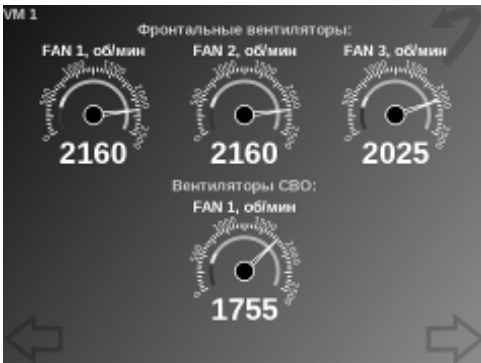 VM 1
Фронтальные вентиляторы:
FAN 1, об/мин FAN 2, об/мин FAN 3, об/мин
2160 2160 2025
Вентиляторы СВО:
FAN 1, об/мин
1755